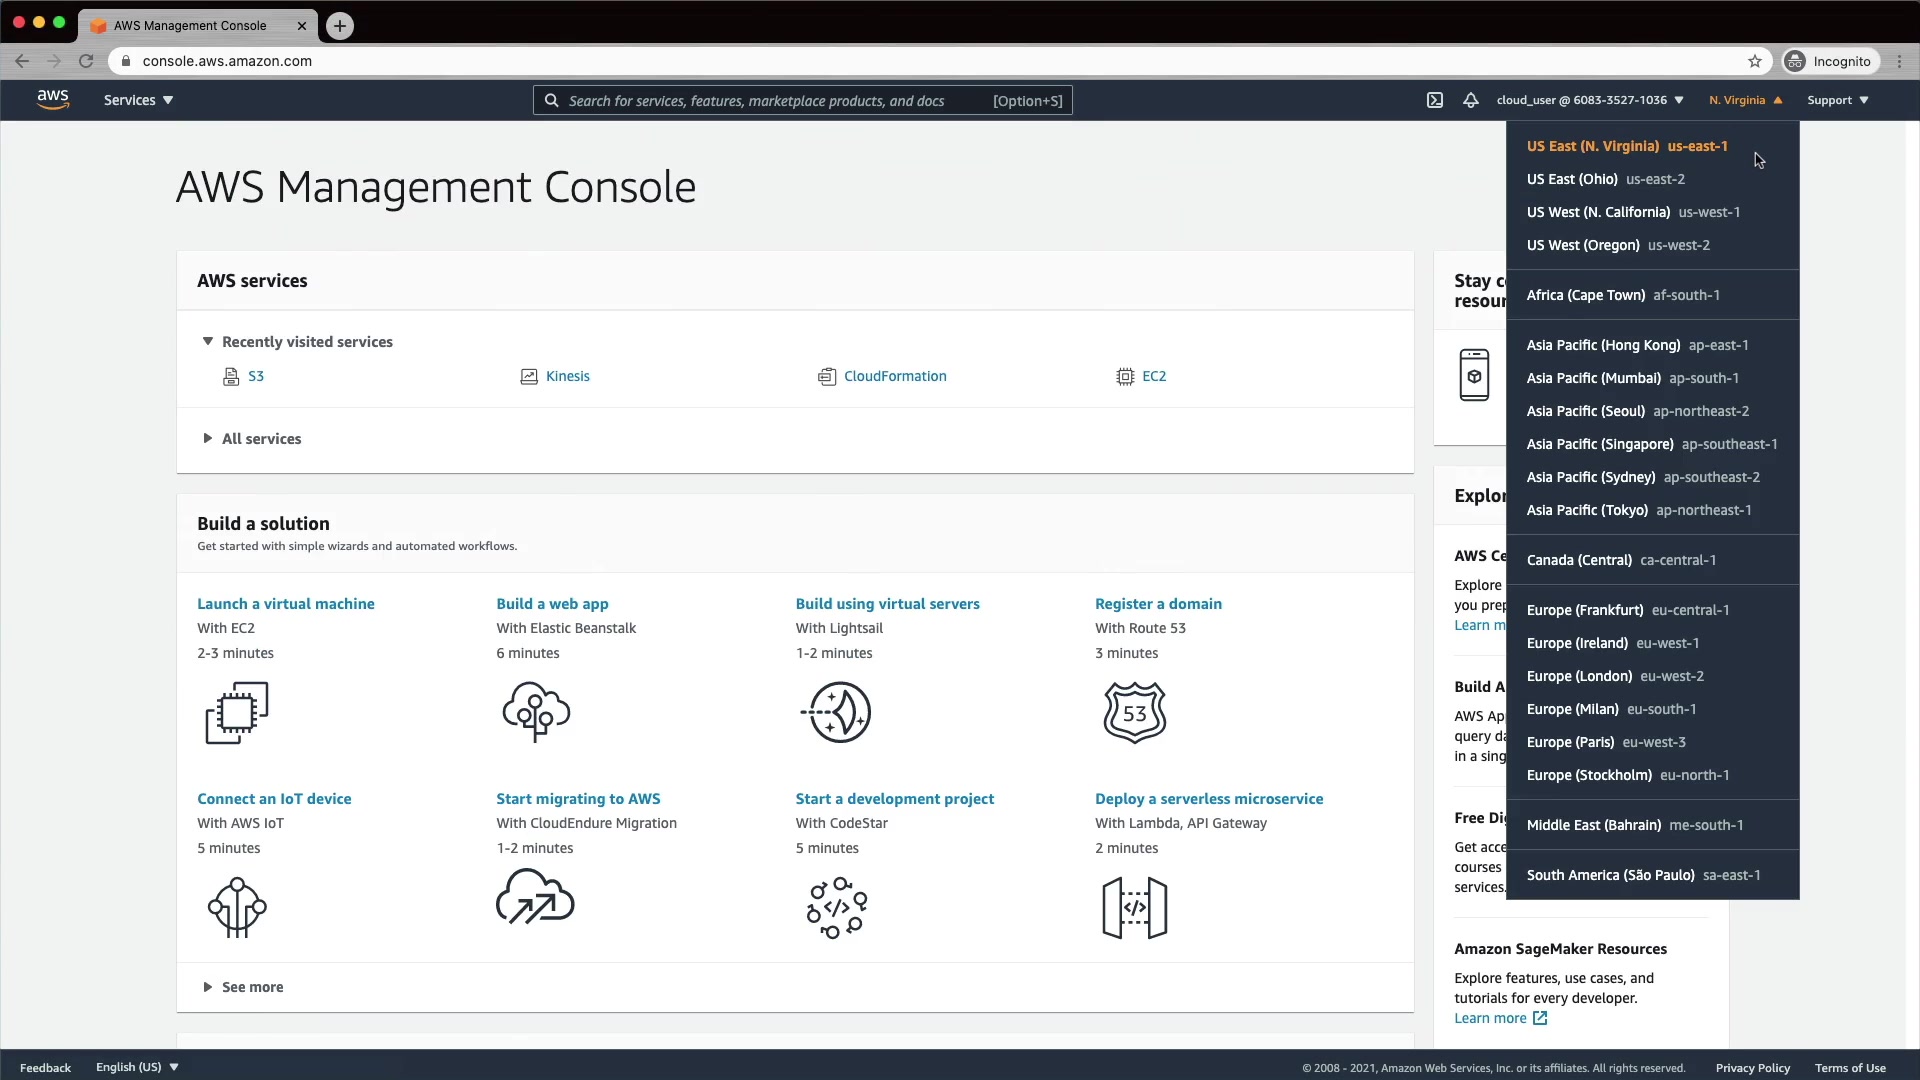 AWS Management Console
console.aws.amazon.com
Incognito
aws
Services
Search for services, features, marketplace products, and docs [Option+S]
cloud_user @ 6083-3527-1036
N. Virginia
Support
US East (N. Virginia) us-east-1
US East (Ohio) us-east-2
US West (N. California) us-west-1
US West (Oregon) us-west-2
Africa (Cape Town) af-south-1
Asia Pacific (Hong Kong) ap-east-1
Asia Pacific (Mumbai) ap-south-1
Asia Pacific (Seoul) ap-northeast-2
Asia Pacific (Singapore) ap-southeast-1
Asia Pacific (Sydney) ap-southeast-2
Asia Pacific (Tokyo) ap-northeast-1
Canada (Central) ca-central-1
Europe (Frankfurt) eu-central-1
Europe (Ireland) eu-west-1
Europe (London) eu-west-2
Europe (Milan) eu-south-1
Europe (Paris) eu-west-3
Europe (Stockholm) eu-north-1
Middle East (Bahrain) me-south-1
South America (São Paulo) sa-east-1
AWS Management Console
AWS services
Recently visited services
S3
Kinesis
CloudFormation
EC2
All services
Build a solution
Get started with simple wizards and automated workflows.
Launch a virtual machine
With EC2
2-3 minutes
Build a web app
With Elastic Beanstalk
6 minutes
Build using virtual servers
With Lightsail
1-2 minutes
Register a domain
With Route 53
3 minutes
53
Connect an IoT device
With AWS IoT
5 minutes
Start migrating to AWS
With CloudEndure Migration
1-2 minutes
Start a development project
With CodeStar
5 minutes
</>
Deploy a serverless microservice
With Lambda, API Gateway
2 minutes
</>
See more
Stay c
resour
Explor
AWS Ce
Explore
you prep
Learn m
Build A
AWS Ap
query da
in a sing
Free Di
Get acce
courses
services.
Amazon SageMaker Resources
Explore features, use cases, and
tutorials for every developer.
Learn more
Feedback
English (US)
© 2008 - 2021, Amazon Web Services, Inc. or its affiliates. All rights reserved.
Privacy Policy
Terms of Use